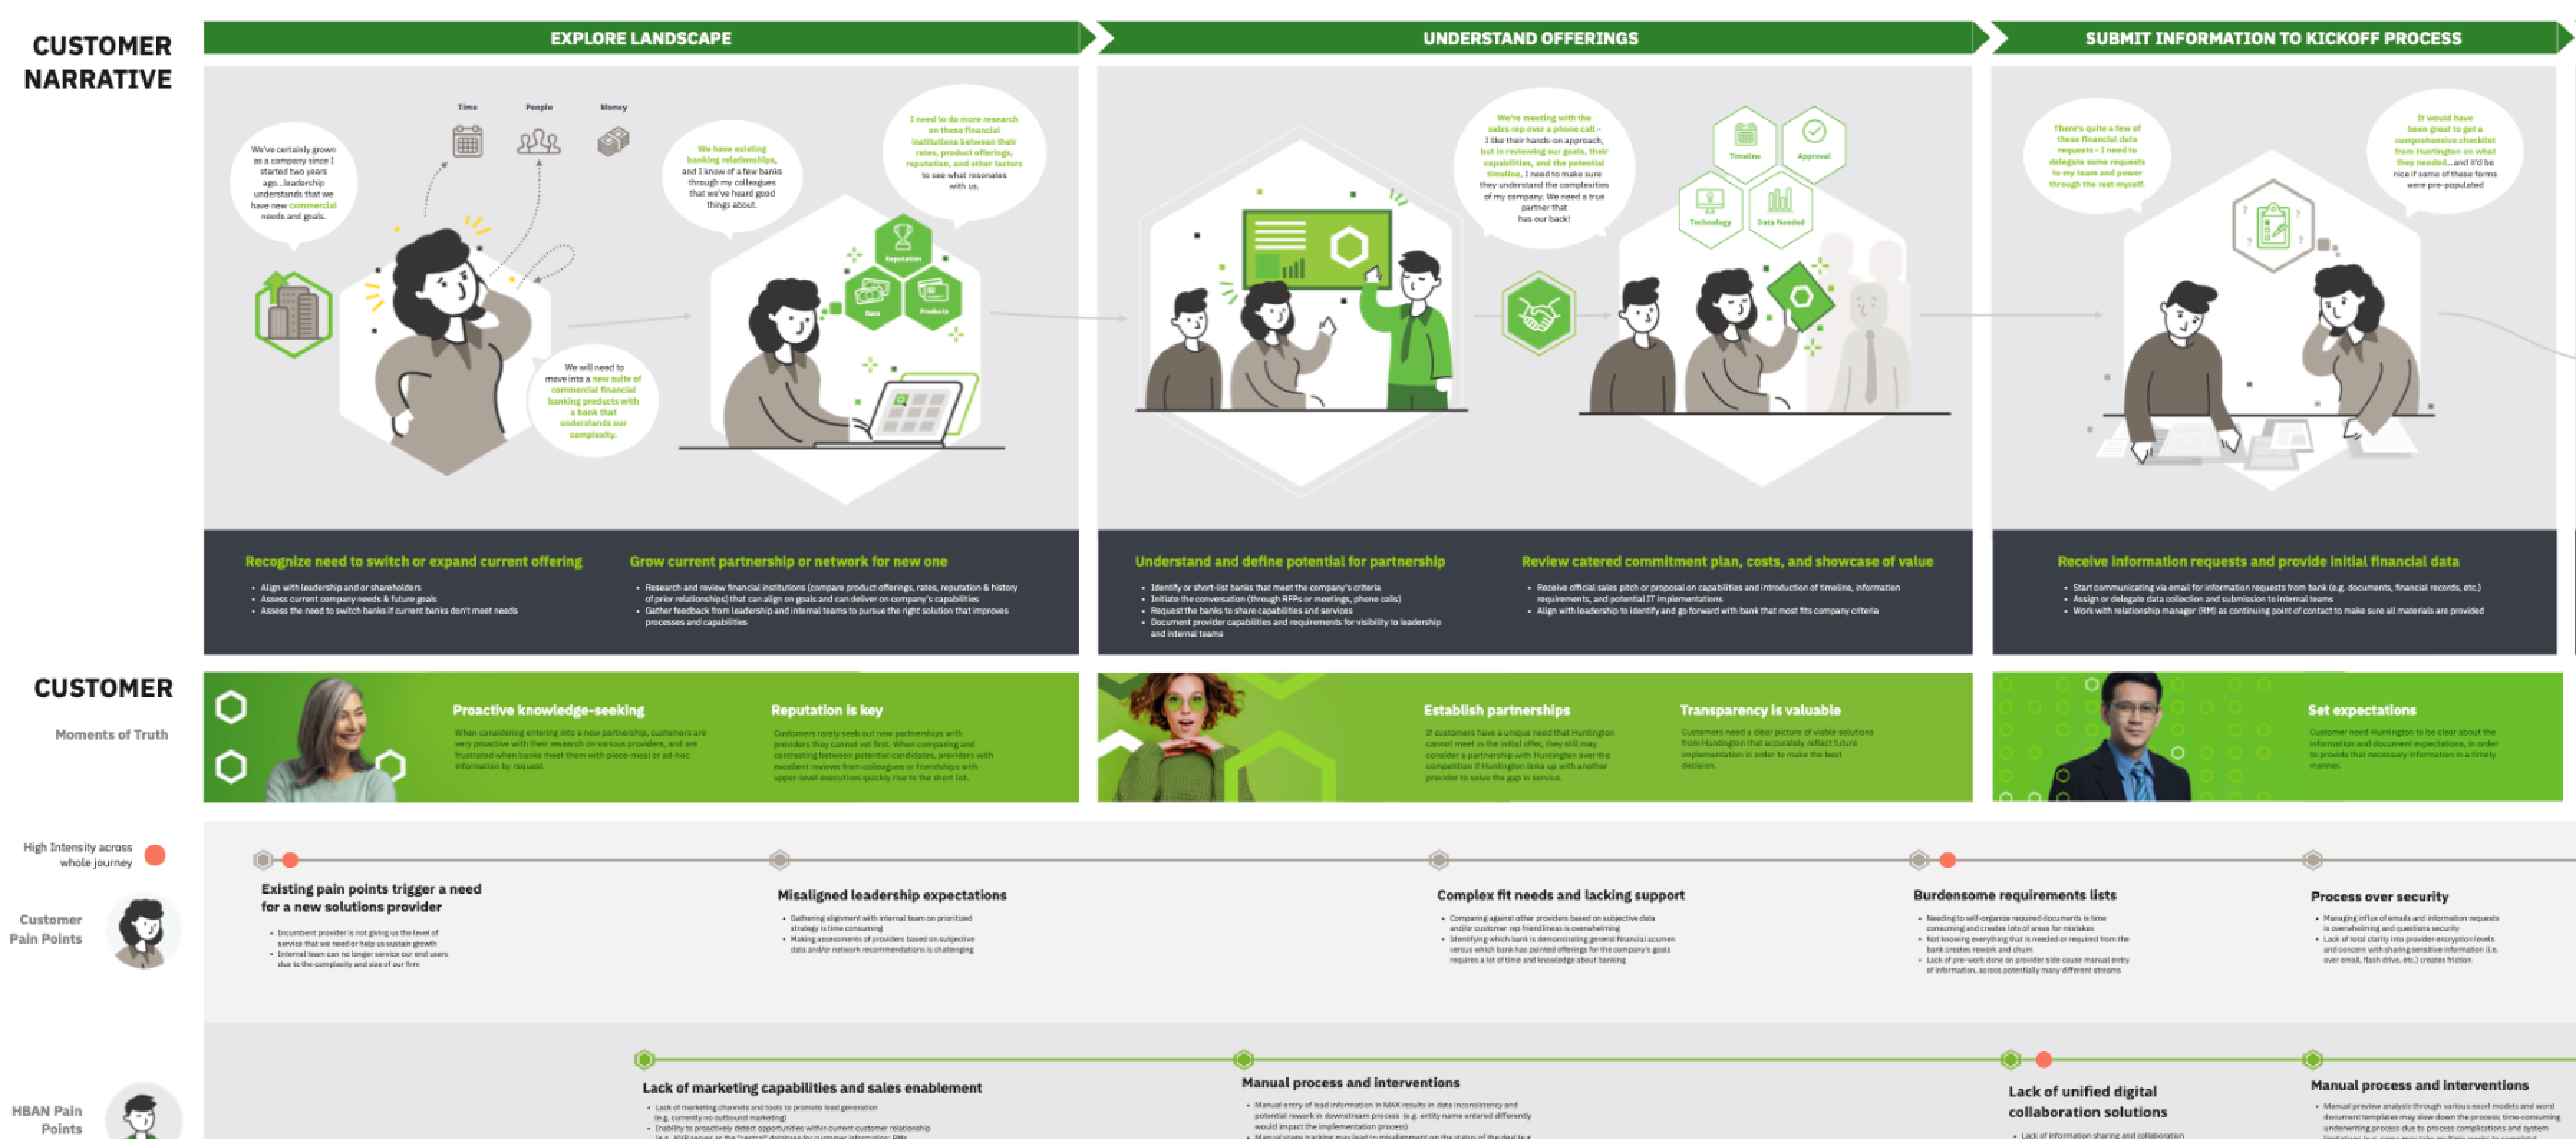 CUSTOMER
NARRATIVE
EXPLORE LANDSCAPE
UNDERSTAND OFFERINGS
SUBMIT INFORMATION TO KICKOFF PROCESS
We've certainly grown
as a company since I
started two years
ago...leadership
understands that we
have new commercial
needs and goals.
Time
People
Money
We will need to
move into a new suite of
commercial financial
banking products with
a bank that
understands our
complexity.
We have existing
banking relationships,
and I know of a few banks
through my colleagues
that we've heard good
things about.
I need to do more research
on these financial
institutions between their
rates, product offerings,
reputation, and other factors
to see what resonates
with us.
Reputation
Rate
Products
We're meeting with the
sales rep over a phone call -
I like their hands-on approach,
but in reviewing our goals, their
capabilities, and the potential
timeline, I need to make sure
they understand the complexities
of my company. We need a true
partner that
has our back!
Timeline
Approval
Technology
Data Needed
There's quite a few of
these financial data
requests - I need to
delegate some requests
to my team and power
through the rest myself.
It would have
been great to get a
comprehensive checklist
from Huntington on what
they needed...and it'd be
nice if some of these forms
were pre-populated
? ?
? ?
Recognize need to switch or expand current offering
• Align with leadership and or shareholders
• Assess current company needs & future goals
• Assess the need to switch banks if current banks don't meet needs
Grow current partnership or network for new one
• Research and review financial institutions (compare product offerings, rates, reputation & history
of prior relationships) that can align on goals and can deliver on company's capabilities
• Gather feedback from leadership and internal teams to pursue the right solution that improves
processes and capabilities
Understand and define potential for partnership
• Identify or short-list banks that meet the company's criteria
• Initiate the conversation (through RFPs or meetings, phone calls)
• Request the banks to share capabilities and services
• Document provider capabilities and requirements for visibility to leadership
and internal teams
Review catered commitment plan, costs, and showcase of value
• Receive official sales pitch or proposal on capabilities and introduction of timeline, information
requirements, and potential IT implementations
• Align with leadership to identify and go forward with bank that most fits company criteria
Receive information requests and provide initial financial data
• Start communicating via email for information requests from bank (e.g. documents, financial records, etc.)
• Assign or delegate data collection and submission to internal teams
• Work with relationship manager (RM) as continuing point of contact to make sure all materials are provided
CUSTOMER
Moments of Truth
Proactive knowledge-seeking
When considering entering into a new partnership, customers are
very proactive with their research on various providers, and are
frustrated when banks meet them with piece-meal or ad-hoc
information by request.
Reputation is key
Customers rarely seek out new partnerships with
providers they cannot vet first. When comparing and
contrasting between potential candidates, providers with
excellent reviews from colleagues or friendships with
upper-level executives quickly rise to the short list.
Establish partnerships
If customers have a unique need that Huntington
cannot meet in the initial offer, they still may
consider a partnership with Huntington over the
competition if Huntington links up with another
provider to solve the gap in service.
Transparency is valuable
Customers need a clear picture of viable solutions
from Huntington that accurately reflect future
implementation in order to make the best
decision.
Set expectations
Customer need Huntington to be clear about the
information and document expectations, in order
to provide that necessary information in a timely
manner.
High Intensity across
whole journey
Customer
Pain Points
Existing pain points trigger a need
for a new solutions provider
• Incumbent provider is not giving us the level of
service that we need or help us sustain growth
• Internal team can no longer service our end users
due to the complexity and size of our firm
Misaligned leadership expectations
• Gathering alignment with internal team on prioritized
strategy is time consuming
• Making assessments of providers based on subjective
data and/or network recommendations is challenging
Complex fit needs and lacking support
• Comparing against other providers based on subjective data
and/or customer rep friendliness is overwhelming
• Identifying which bank is demonstrating general financial acumen
versus which bank has pointed offerings for the company's goals
requires a lot of time and knowledge about banking
Burdensome requirements lists
• Needing to self-organize required documents is time
consuming and creates lots of areas for mistakes
• Not knowing everything that is needed or required from the
bank creates rework and churn
• Lack of pre-work done on provider side cause manual entry
of information, across potentially many different streams
Process over security
• Managing influx of emails and information requests
is overwhelming and questions security
• Lack of total clarity into provider encryption levels
and concern with sharing sensitive information (i.e.
over email, flash drive, etc.) creates friction
HBAN Pain
Points
Lack of marketing capabilities and sales enablement
• Lack of marketing channels and tools to promote lead generation
(e.g. currently no outbound marketing)
• Inability to proactively detect opportunities within current customer relationship
Manual process and interventions
• Manual entry of lead information in MAX results in data inconsistency and
potential rework in downstream process (e.g. entity name entered differently
would impact the implementation process)
• Manual stage tracking may lead to misalignment on the status of the deal (e.g.
Lack of unified digital
collaboration solutions
• Lack of information sharing and collaboration
Manual process and interventions
• Manual preview analysis through various excel models and word
document templates may slow down the process; time-consuming
underwriting process due to process complications and system